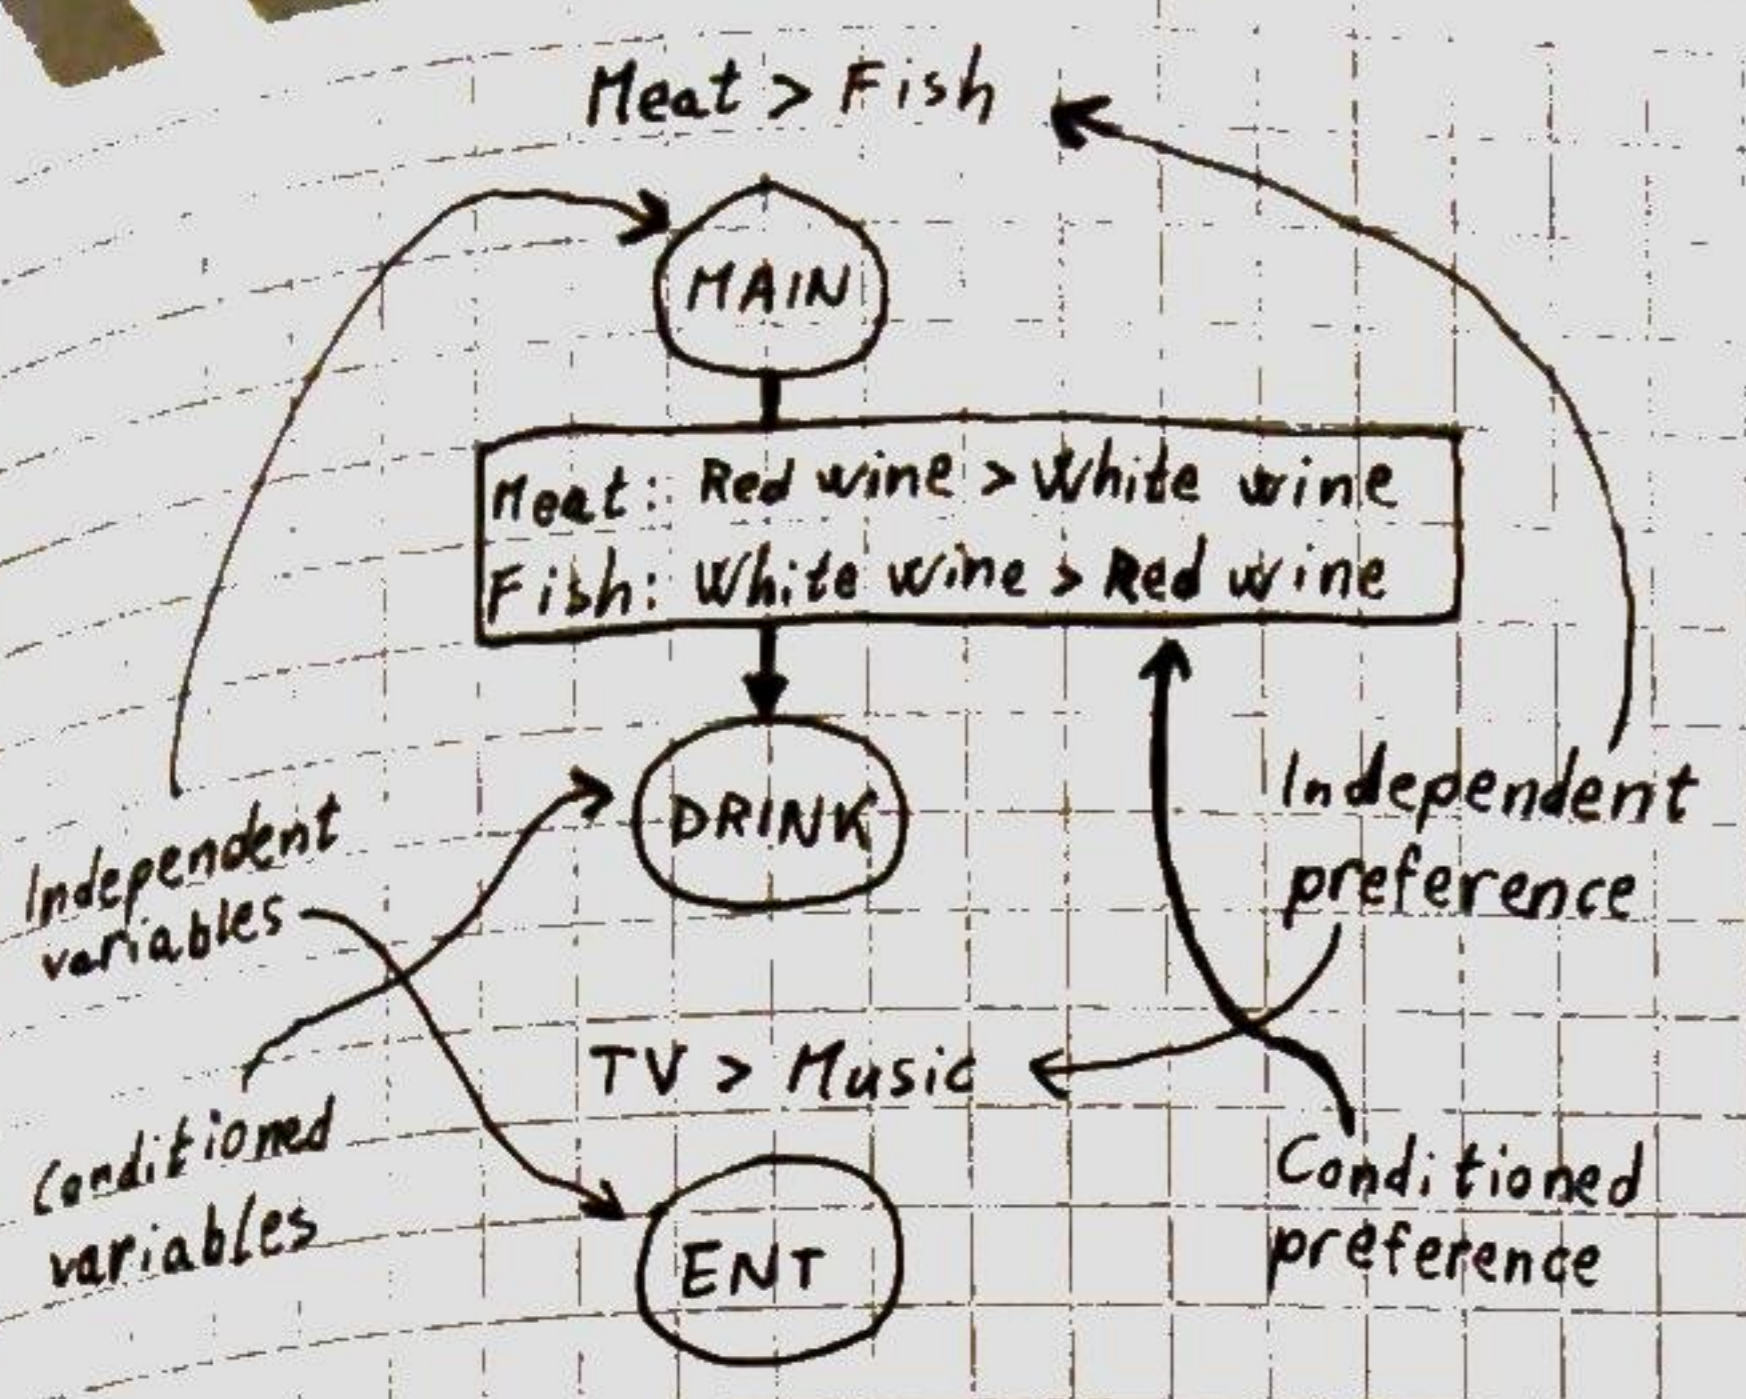 Meat > Fish
MAIN
Meat: Red wine > White wine
Fish: White wine > Red wine
DRINK
Independent
variables
Independent
preference
TV > Music
Conditioned
variables
Conditioned
preference
ENT